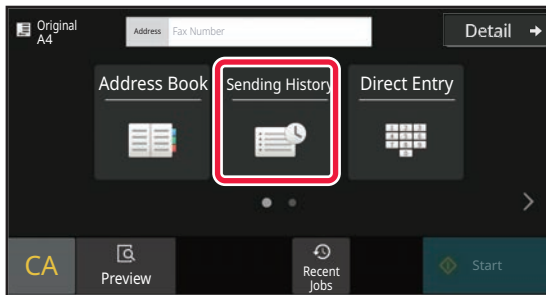 Original
A4
Address
Fax Number
Detail
Address Book
Sending History
Direct Entry
CA
Preview
Recent
Jobs
Start